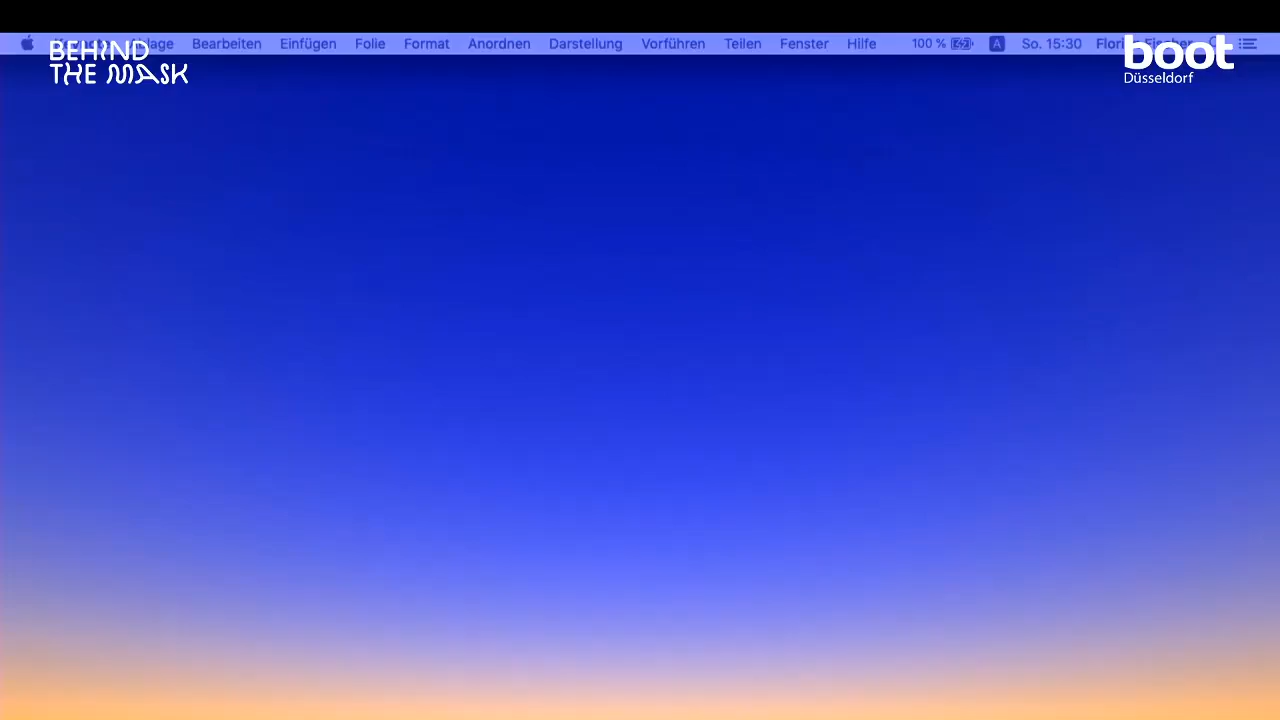 BEHIND
THE MASK
Bearbeiten Einfügen Folie Format Anordnen Darstellung Vorführen Teilen Fenster Hilfe 100 % A So. 15:30
boot
Düsseldorf